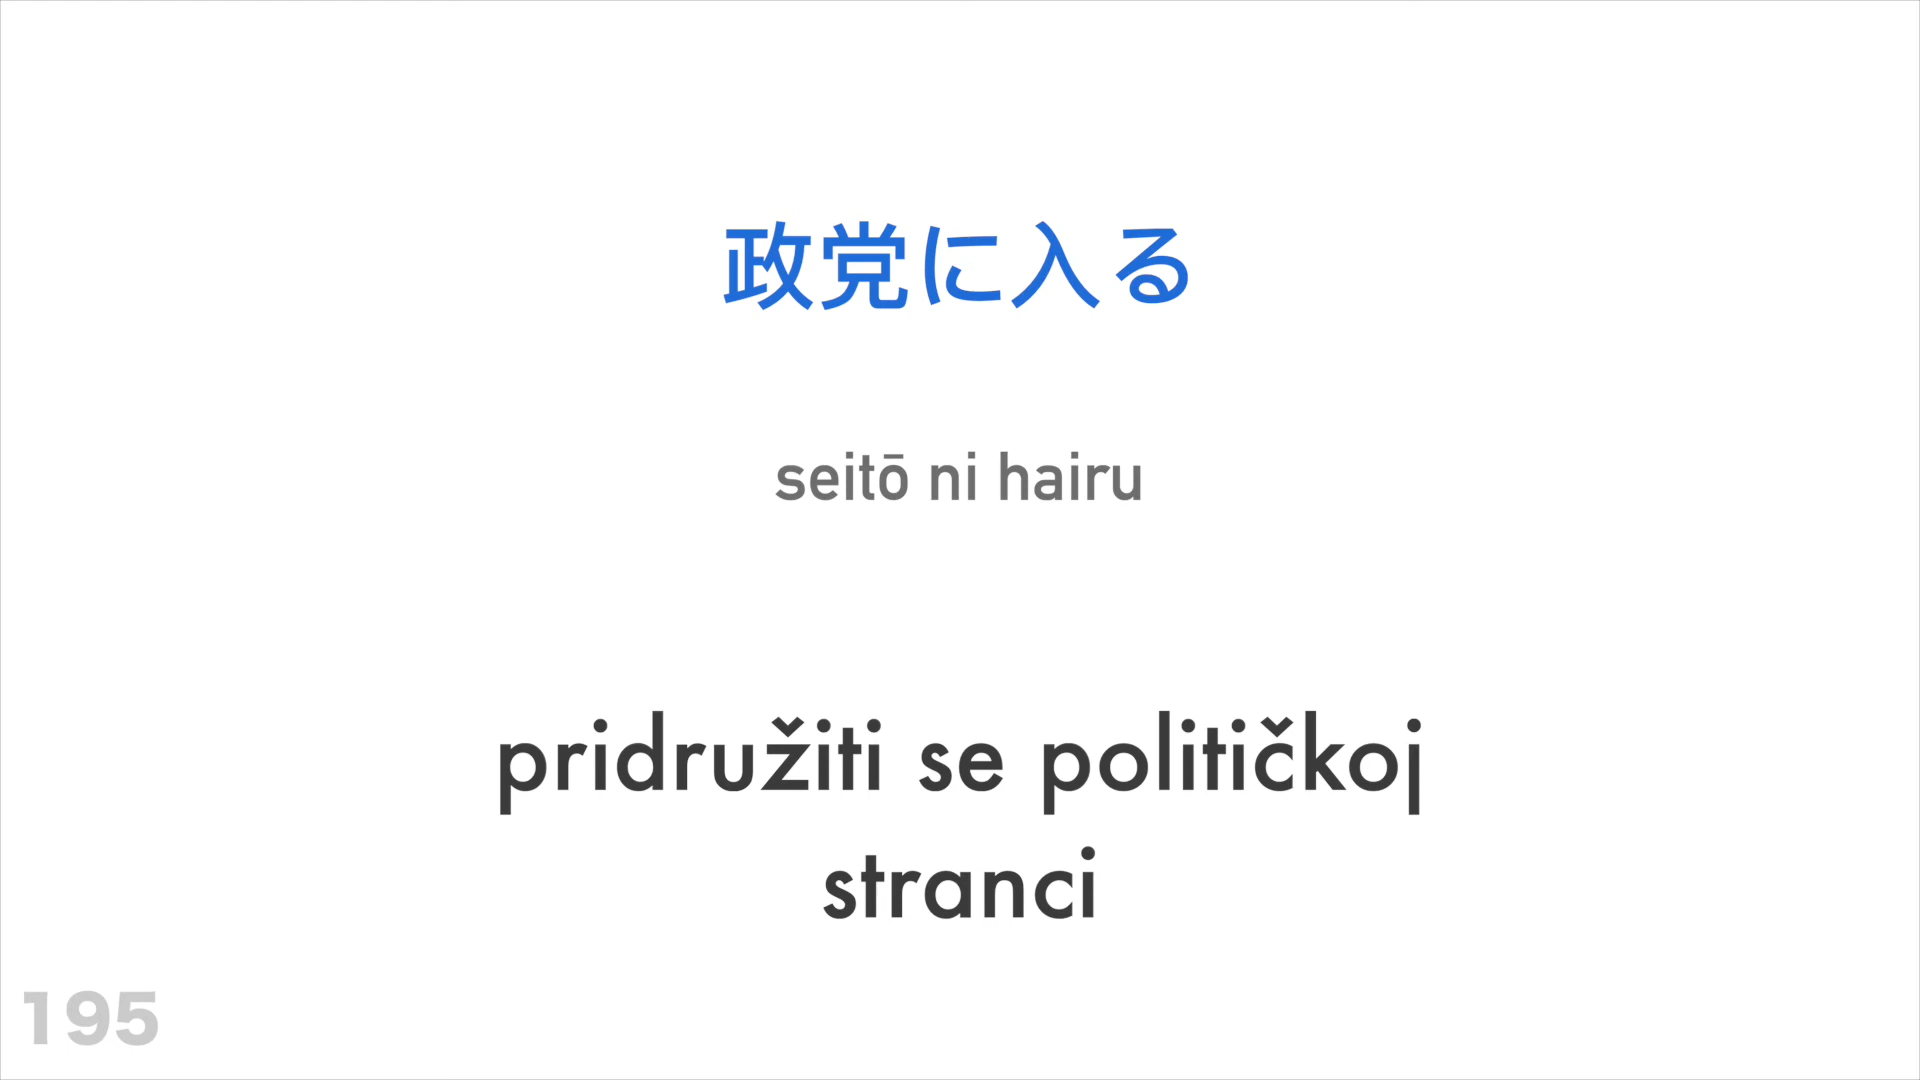 政党に入る
seitō ni hairu
pridružiti se političkoj
stranci
195